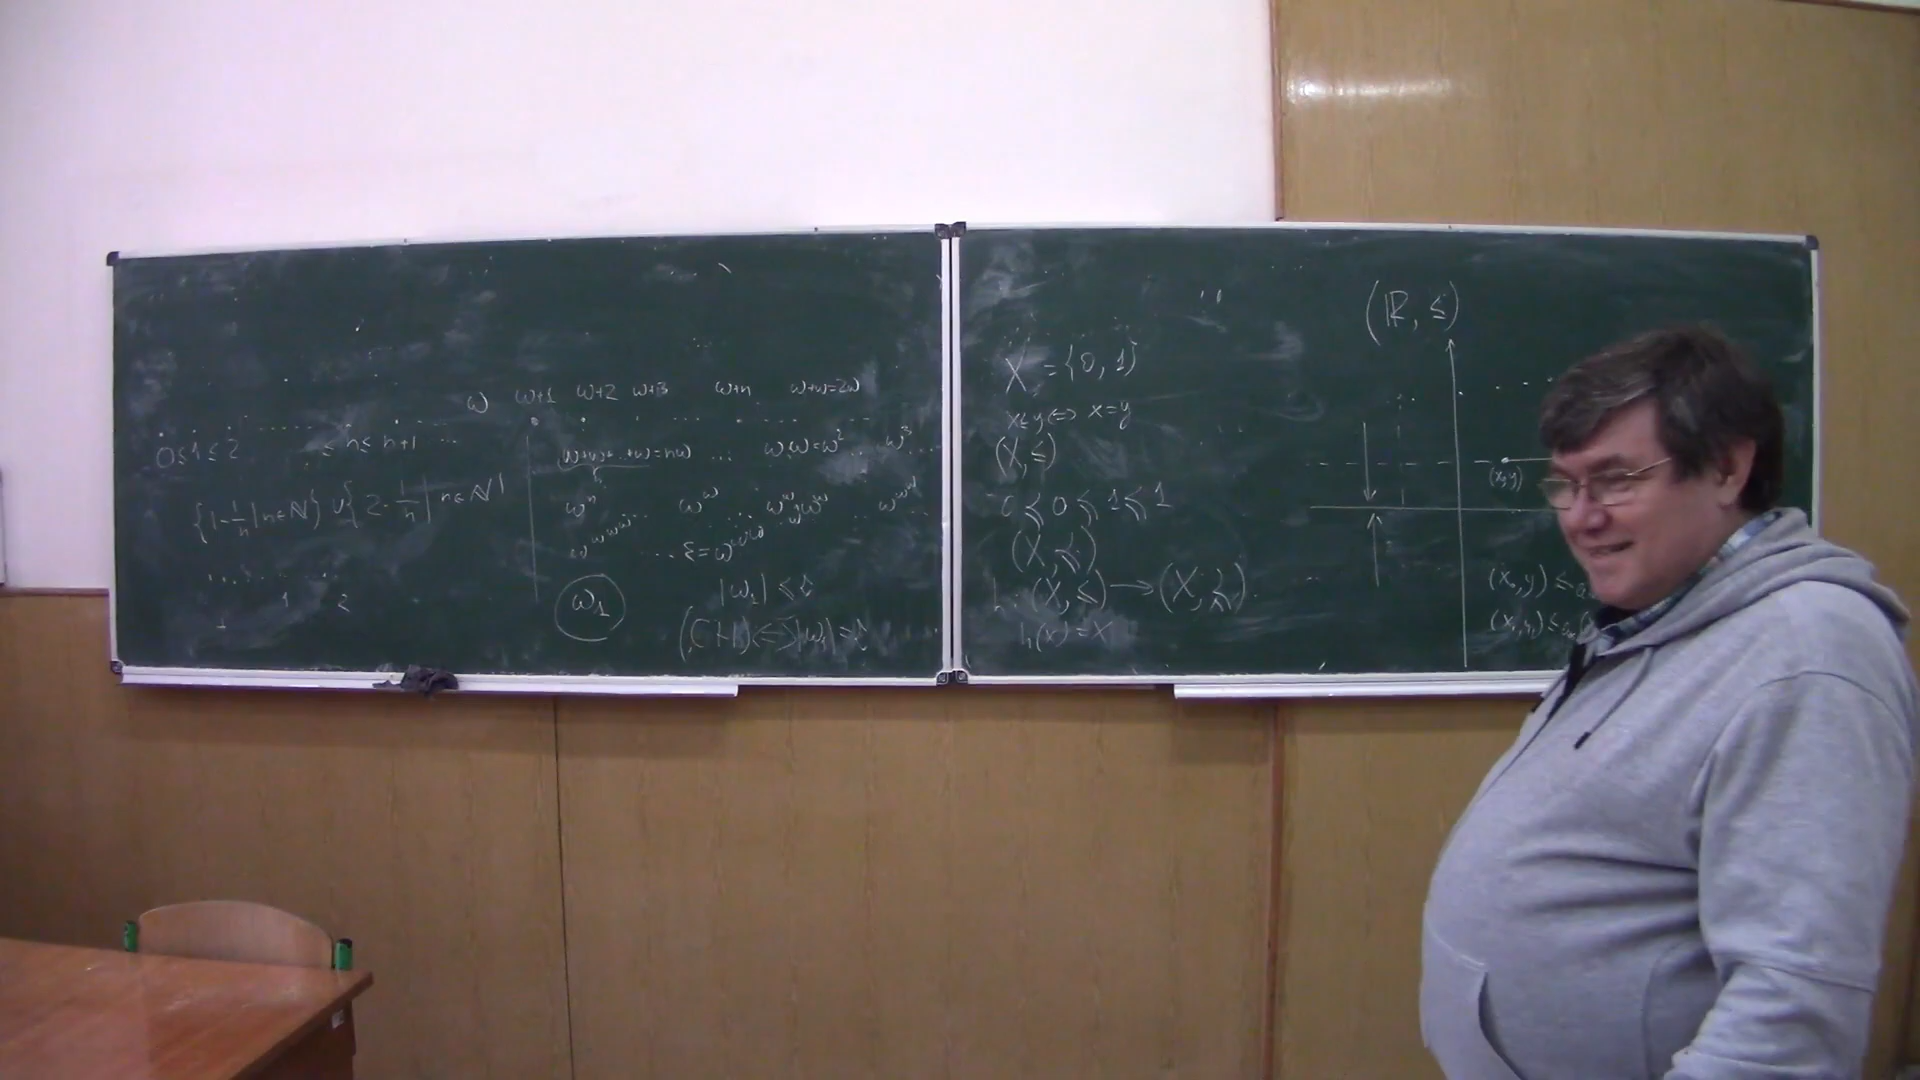 ω ω+1 ω+2 ω+3 ω+n ω+ω=2ω
0≤1≤2 ≤n≤n+1 ...
ω+ω+...+ω=nω ... ω·ω=ω² ... ω³ ...
{1-1/n|n∈ℕ}∪{2-1/n|n∈ℕ}
ωⁿ ... ω^ω ...
... ε=ω^ω^ω^ω
1 2
ω₁
|ω₁| ≤ 𝔠
(CH) ⟺ |ω₁| = 𝔠
X = {0,1}
x≤y ⟺ x=y
(X,≤)
0⩽0⩽1⩽1
(X,⩽)
h: (X,≤) → (X,⩽)
h(x)=x
(ℝ,≤)
(x,y)